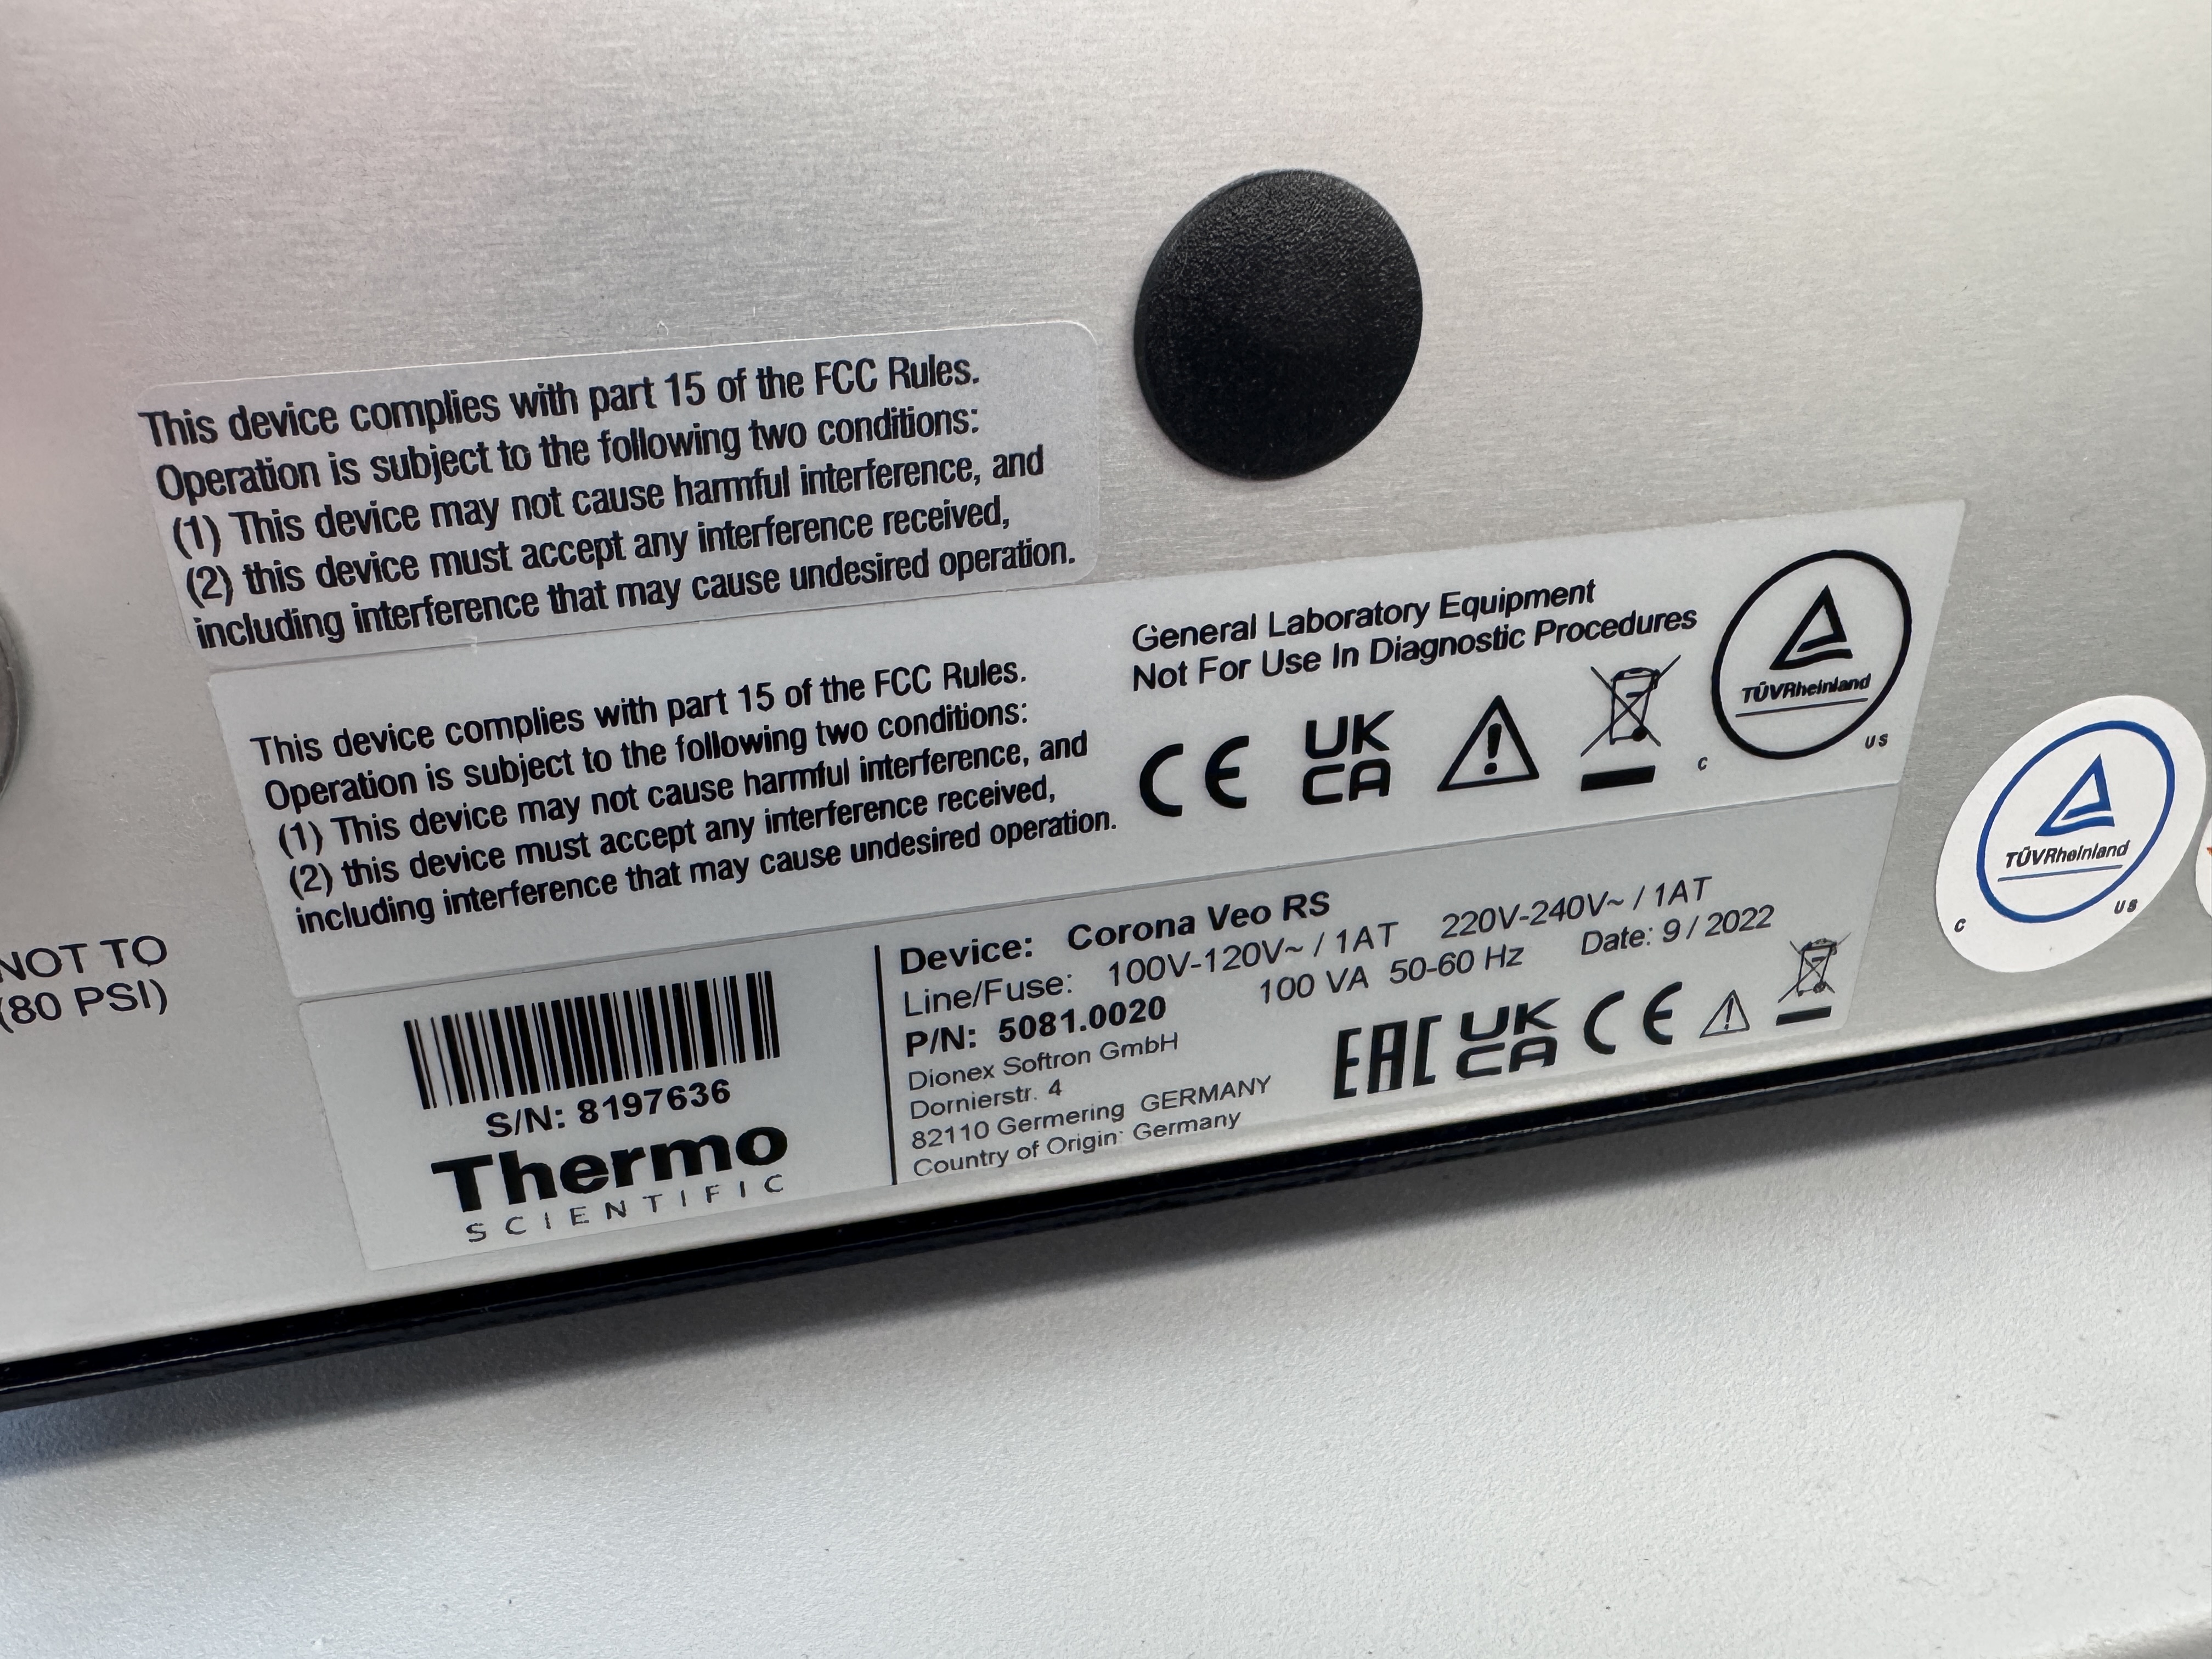 This device complies with part 15 of the FCC Rules.
Operation is subject to the following two conditions:
(1) This device may not cause harmful interference, and
(2) this device must accept any interference received,
including interference that may cause undesired operation.
This device complies with part 15 of the FCC Rules.
Operation is subject to the following two conditions:
(1) This device may not cause harmful interference, and
(2) this device must accept any interference received,
including interference that may cause undesired operation.
General Laboratory Equipment
Not For Use In Diagnostic Procedures
CE UK CA
TÜVRheinland
C US
TÜVRheinland
C US
NOT TO
(80 PSI)
S/N: 8197636
Thermo
SCIENTIFIC
Device: Corona Veo RS
Line/Fuse: 100V-120V~ / 1AT 220V-240V~ / 1AT
100 VA 50-60 Hz Date: 9 / 2022
P/N: 5081.0020
Dionex Softron GmbH
Dornierstr. 4
82110 Germering GERMANY
Country of Origin: Germany
EAC UK CA CE